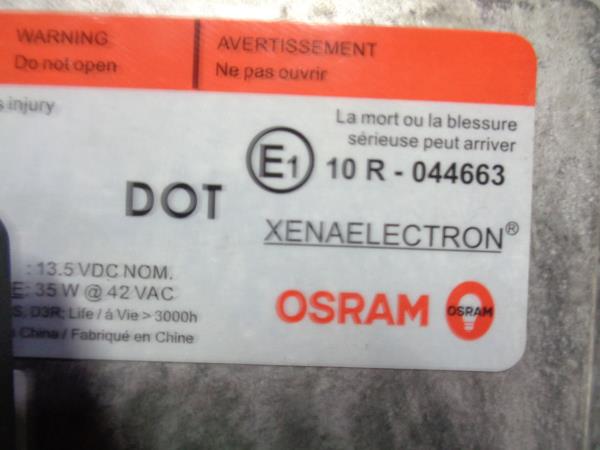 WARNING
Do not open
AVERTISSEMENT
Ne pas ouvrir
injury
La mort ou la blessure
sérieuse peut arriver
E1 10 R - 044663
DOT
XENAELECTRON®
: 13.5 VDC NOM.
E: 35 W @ 42 VAC
S, D3R; Life / á Vie > 3000h
China / Fabriqué en Chine
OSRAM OSRAM